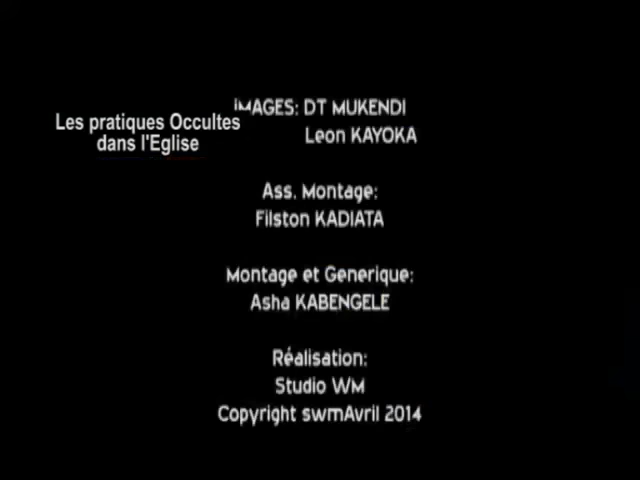 Les pratiques Occultes
dans l'Eglise
IMAGES: DT MUKENDI
Leon KAYOKA
Ass. Montage:
Filston KADIATA
Montage et Generique:
Asha KABENGELE
Réalisation:
Studio WM
Copyright swmAvril 2014